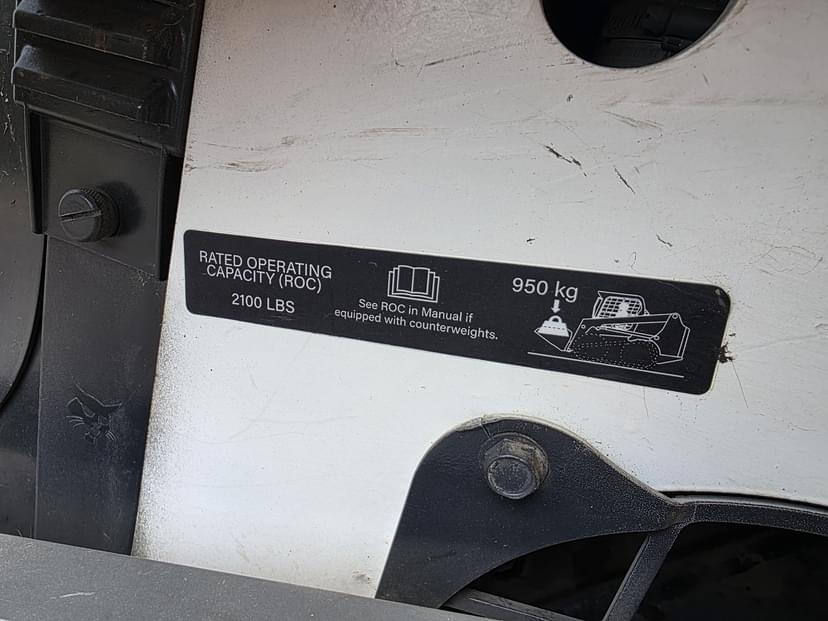 RATED OPERATING
CAPACITY (ROC)
2100 LBS
See ROC in Manual if
equipped with counterweights.
950 kg